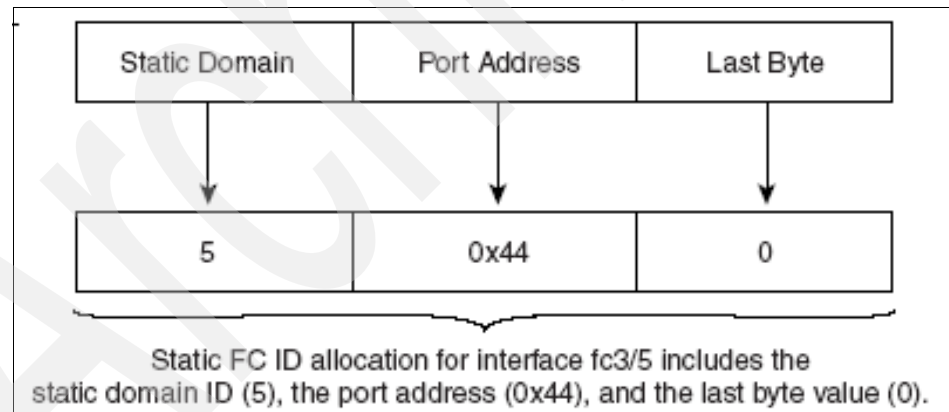 Static Domain Port Address Last Byte
5 0x44 0
Static FC ID allocation for interface fc3/5 includes the
static domain ID (5), the port address (0x44), and the last byte value (0).